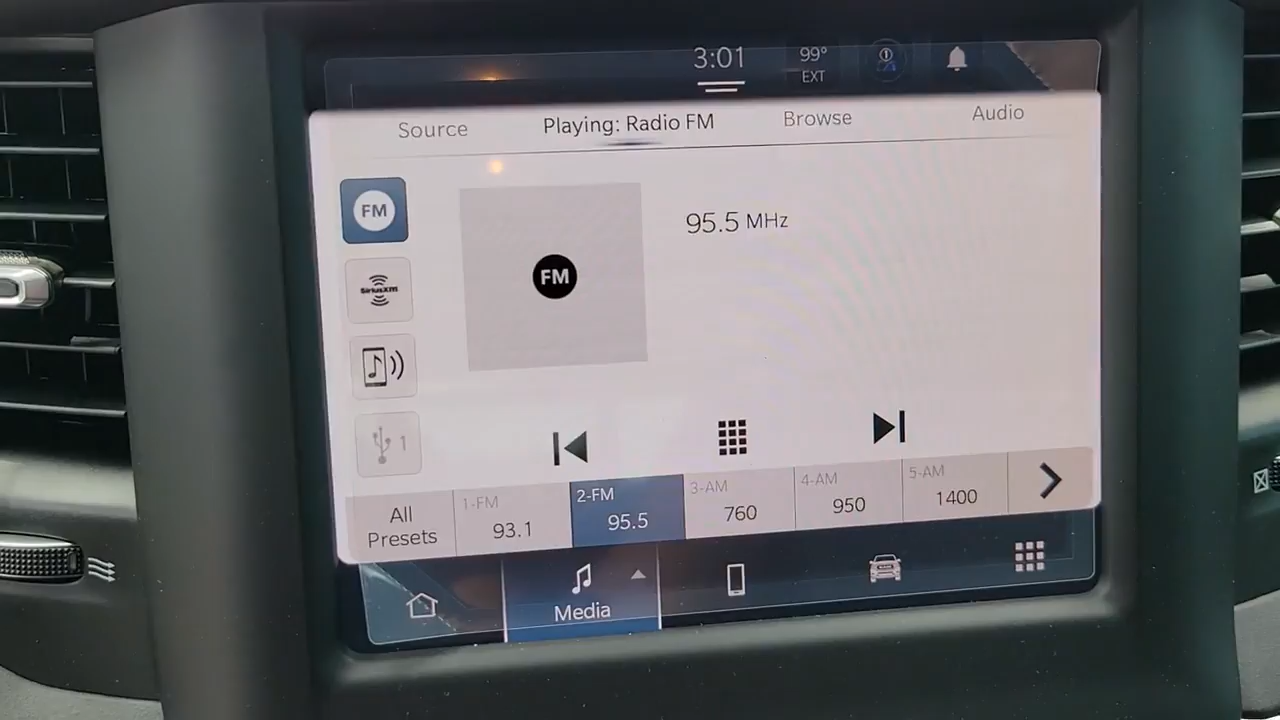 3:01
99°
EXT
Source
Playing: Radio FM
Browse
Audio
FM
SiriusXM
1
FM
95.5 MHz
All
Presets
1-FM
93.1
2-FM
95.5
3-AM
760
4-AM
950
5-AM
1400
Media